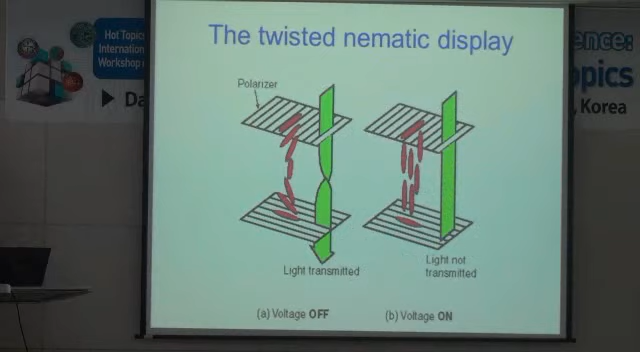 Hot Topics
Internation
Workshop
Da
ence:
opics
, Korea
The twisted nematic display
Polarizer
Light transmitted
Light not
transmitted
(a) Voltage OFF
(b) Voltage ON